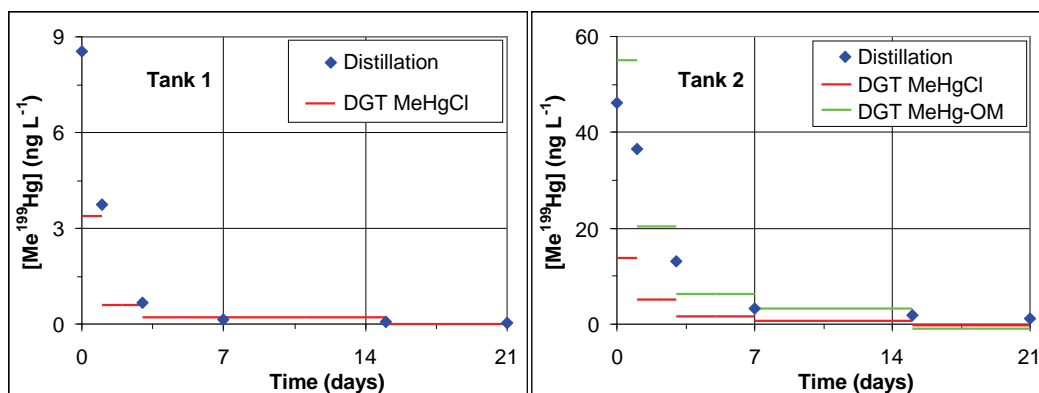 9
6
3
0
[Me¹⁹⁹Hg] (ng L⁻¹)
Tank 1
Distillation
DGT MeHgCl
0
7
14
21
Time (days)
60
40
20
0
[Me¹⁹⁹Hg] (ng L⁻¹)
Tank 2
Distillation
DGT MeHgCl
DGT MeHg-OM
0
7
14
21
Time (days)